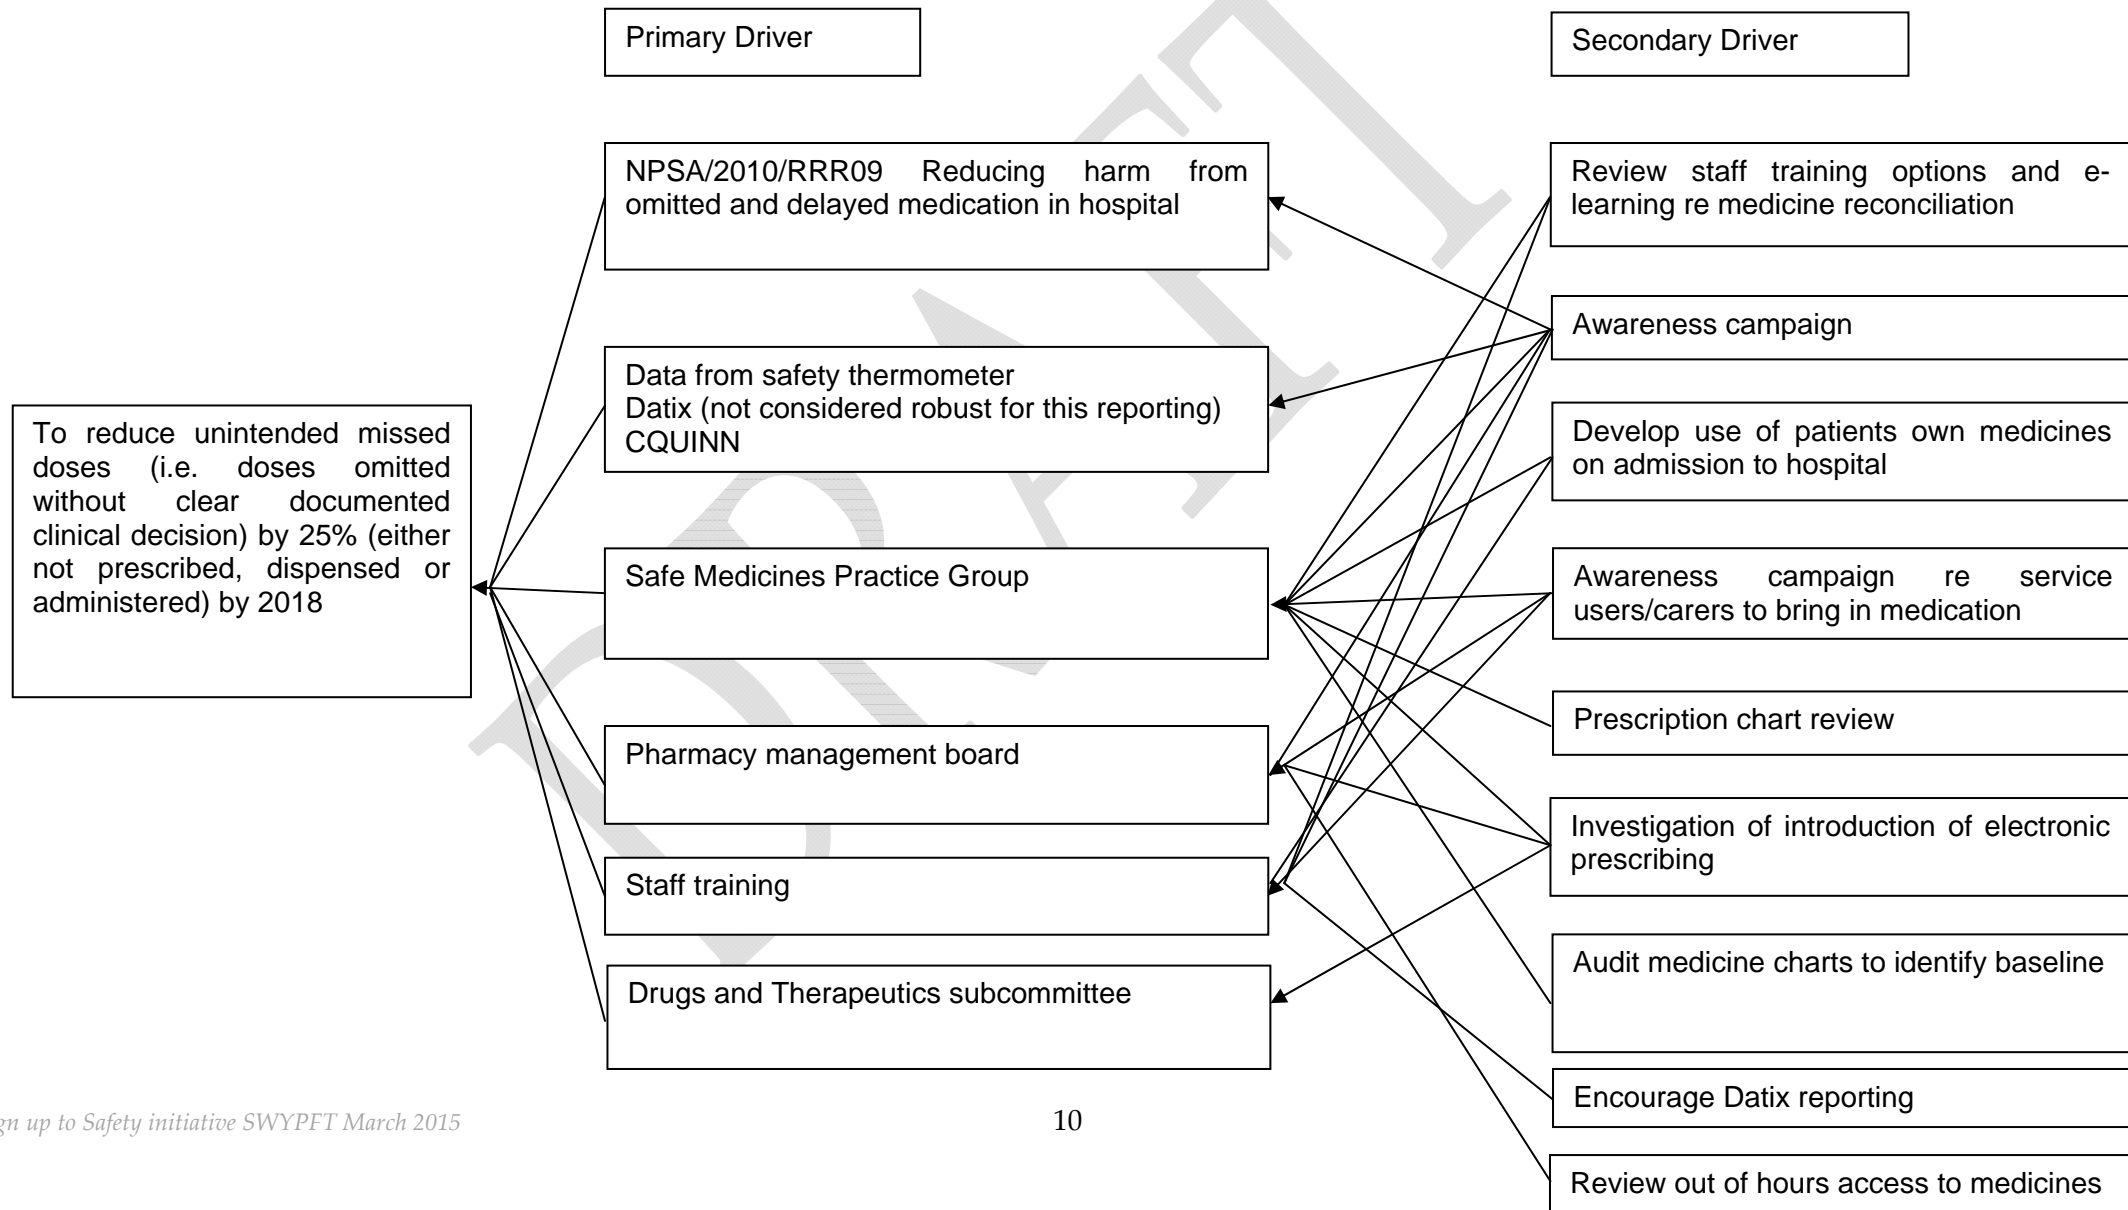 Primary Driver
Secondary Driver
NPSA/2010/RRR09 Reducing harm from
omitted and delayed medication in hospital
Data from safety thermometer
Datix (not considered robust for this reporting)
CQUINN
Safe Medicines Practice Group
Pharmacy management board
Staff training
Drugs and Therapeutics subcommittee
To reduce unintended missed
doses (i.e. doses omitted
without clear documented
clinical decision) by 25% (either
not prescribed, dispensed or
administered) by 2018
Review staff training options and e-
learning re medicine reconciliation
Awareness campaign
Develop use of patients own medicines
on admission to hospital
Awareness campaign re service
users/carers to bring in medication
Prescription chart review
Investigation of introduction of electronic
prescribing
Audit medicine charts to identify baseline
Encourage Datix reporting
Review out of hours access to medicines
DRAFT
gn up to Safety initiative SWYPFT March 2015
10